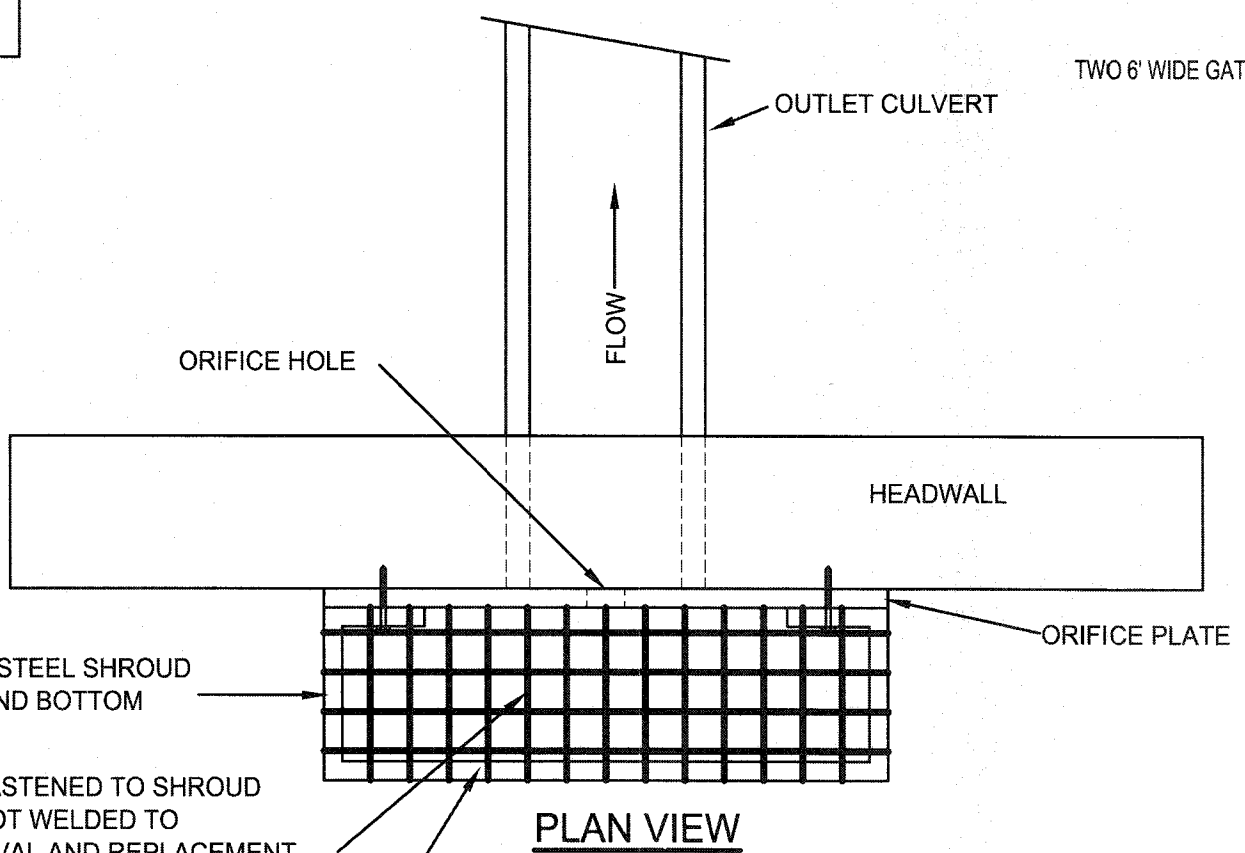 TWO 6' WIDE GAT
OUTLET CULVERT
FLOW
ORIFICE HOLE
HEADWALL
ORIFICE PLATE
STEEL SHROUD
ND BOTTOM
ASTENED TO SHROUD
OT WELDED TO
VAL AND REPLACEMENT
PLAN VIEW